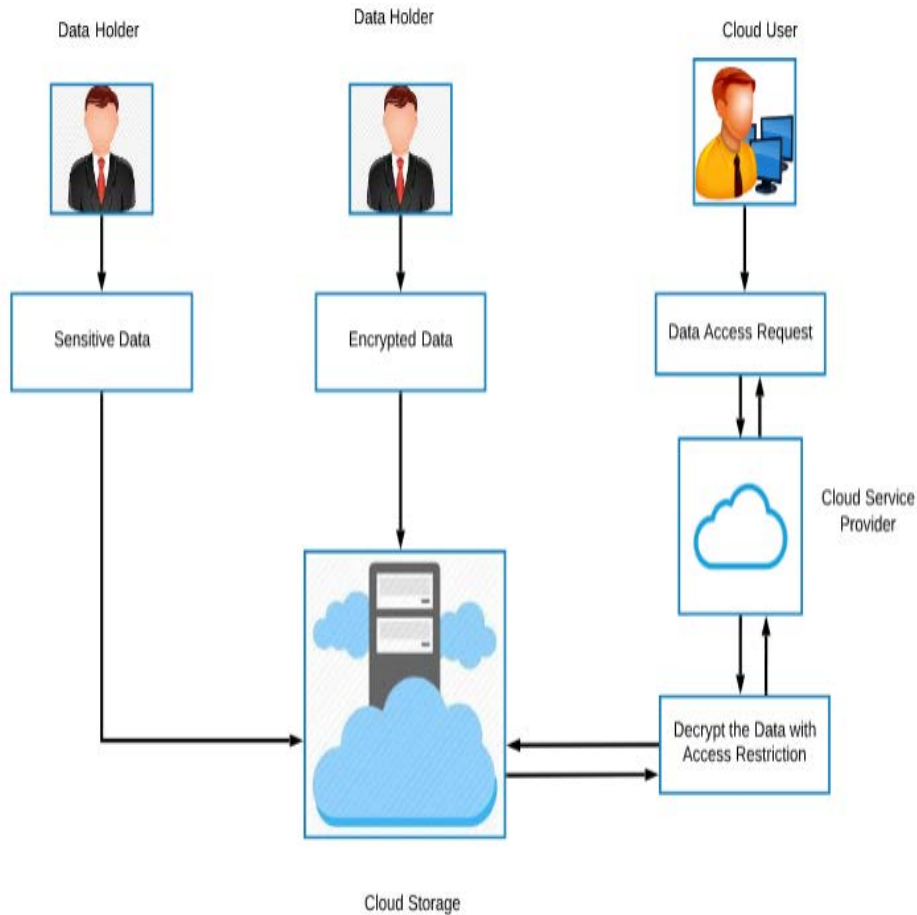 Data Holder
Data Holder
Cloud User
Sensitive Data
Encrypted Data
Data Access Request
Cloud Service
Provider
Decrypt the Data with
Access Restriction
Cloud Storage